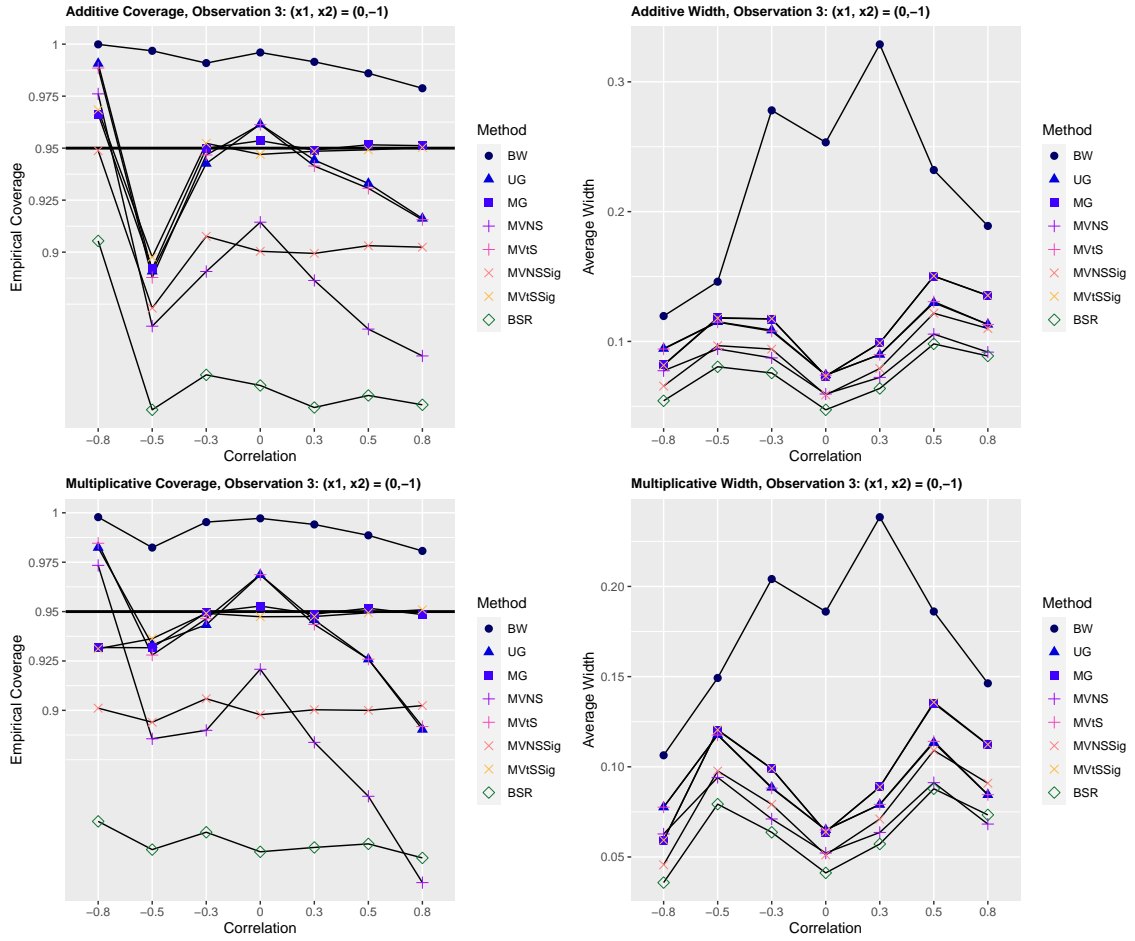 Additive Coverage, Observation 3: (x1, x2) = (0,−1)
Empirical Coverage
1
0.975
0.95
0.925
0.9
−0.8 −0.5 −0.3 0 0.3 0.5 0.8
Correlation
Method
BW
UG
MG
MVNS
MVtS
MVNSSig
MVtSSig
BSR
Additive Width, Observation 3: (x1, x2) = (0,−1)
Average Width
0.3
0.2
0.1
−0.8 −0.5 −0.3 0 0.3 0.5 0.8
Correlation
Method
BW
UG
MG
MVNS
MVtS
MVNSSig
MVtSSig
BSR
Multiplicative Coverage, Observation 3: (x1, x2) = (0,−1)
Empirical Coverage
1
0.975
0.95
0.925
0.9
−0.8 −0.5 −0.3 0 0.3 0.5 0.8
Correlation
Method
BW
UG
MG
MVNS
MVtS
MVNSSig
MVtSSig
BSR
Multiplicative Width, Observation 3: (x1, x2) = (0,−1)
Average Width
0.20
0.15
0.10
0.05
−0.8 −0.5 −0.3 0 0.3 0.5 0.8
Correlation
Method
BW
UG
MG
MVNS
MVtS
MVNSSig
MVtSSig
BSR